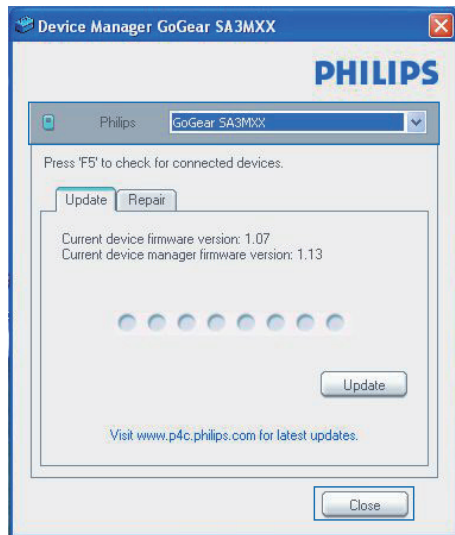 Device Manager GoGear SA3MXX
PHILIPS
Philips GoGear SA3MXX
Press 'F5' to check for connected devices.
Update Repair
Current device firmware version: 1.07
Current device manager firmware version: 1.13
Update
Visit www.p4c.philips.com for latest updates.
Close